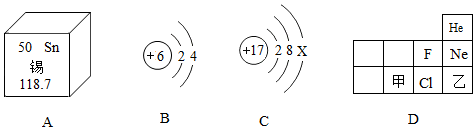 50 Sn
锡
118.7
A
+6 2 4
B
+17 2 8 X
C
He
F Ne
甲 Cl 乙
D